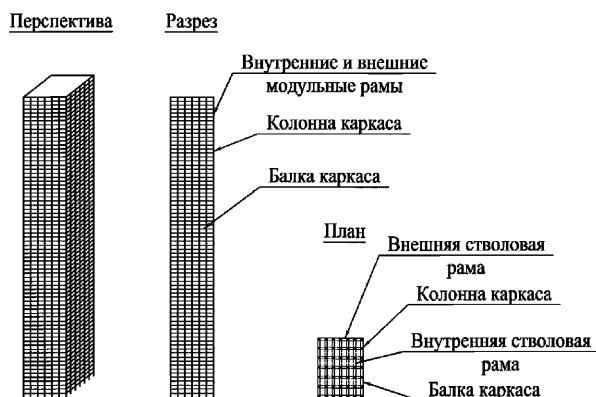 Перспектива
Разрез
Внутренние и внешние
модульные рамы
Колонна каркаса
Балка каркаса
План
Внешняя стволовая
рама
Колонна каркаса
Внутренняя стволовая
рама
Балка каркаса